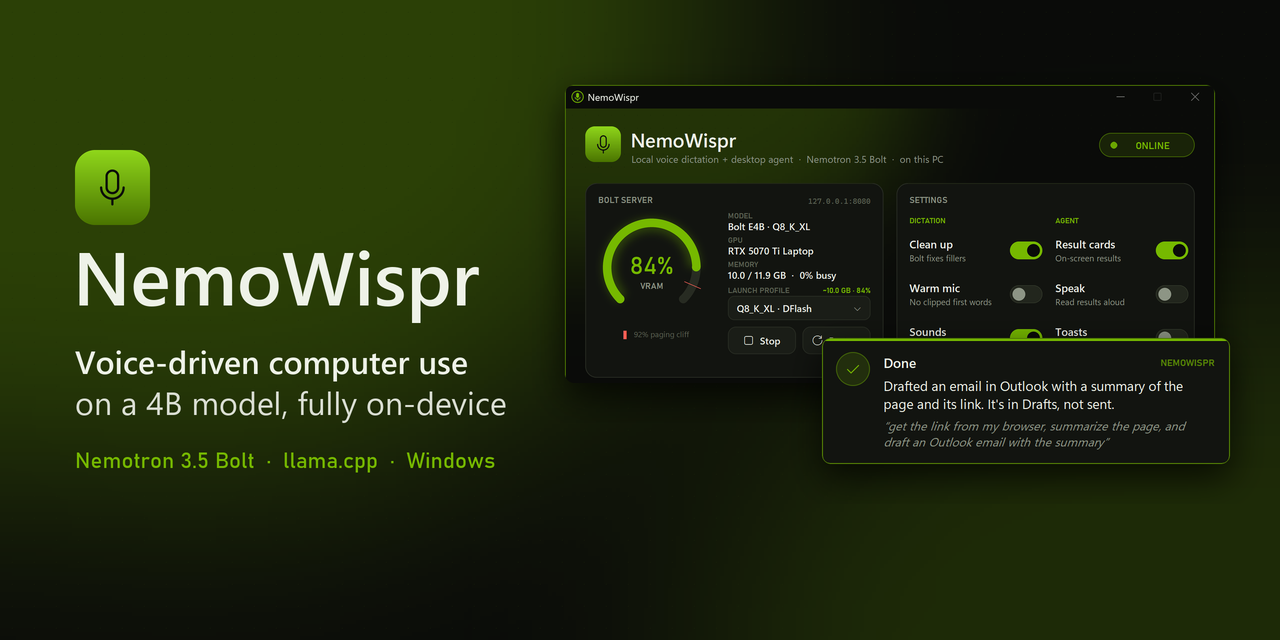 NemoWispr
Voice-driven computer use
on a 4B model, fully on-device
Nemotron 3.5 Bolt · llama.cpp · Windows
NemoWispr
NemoWispr
Local voice dictation + desktop agent · Nemotron 3.5 Bolt · on this PC
ONLINE
BOLT SERVER
127.0.0.1:8080
84%
VRAM
92% paging cliff
MODEL
Bolt E4B · Q8_K_XL
GPU
RTX 5070 Ti Laptop
MEMORY
10.0 / 11.9 GB · 0% busy
LAUNCH PROFILE
~10.0 GB · 84%
Q8_K_XL · DFlash
Stop
SETTINGS
DICTATION
Clean up
Bolt fixes fillers
Warm mic
No clipped first words
Sounds
AGENT
Result cards
On-screen results
Speak
Read results aloud
Toasts
Done
NEMOWISPR
Drafted an email in Outlook with a summary of the
page and its link. It's in Drafts, not sent.
"get the link from my browser, summarize the page, and
draft an Outlook email with the summary"